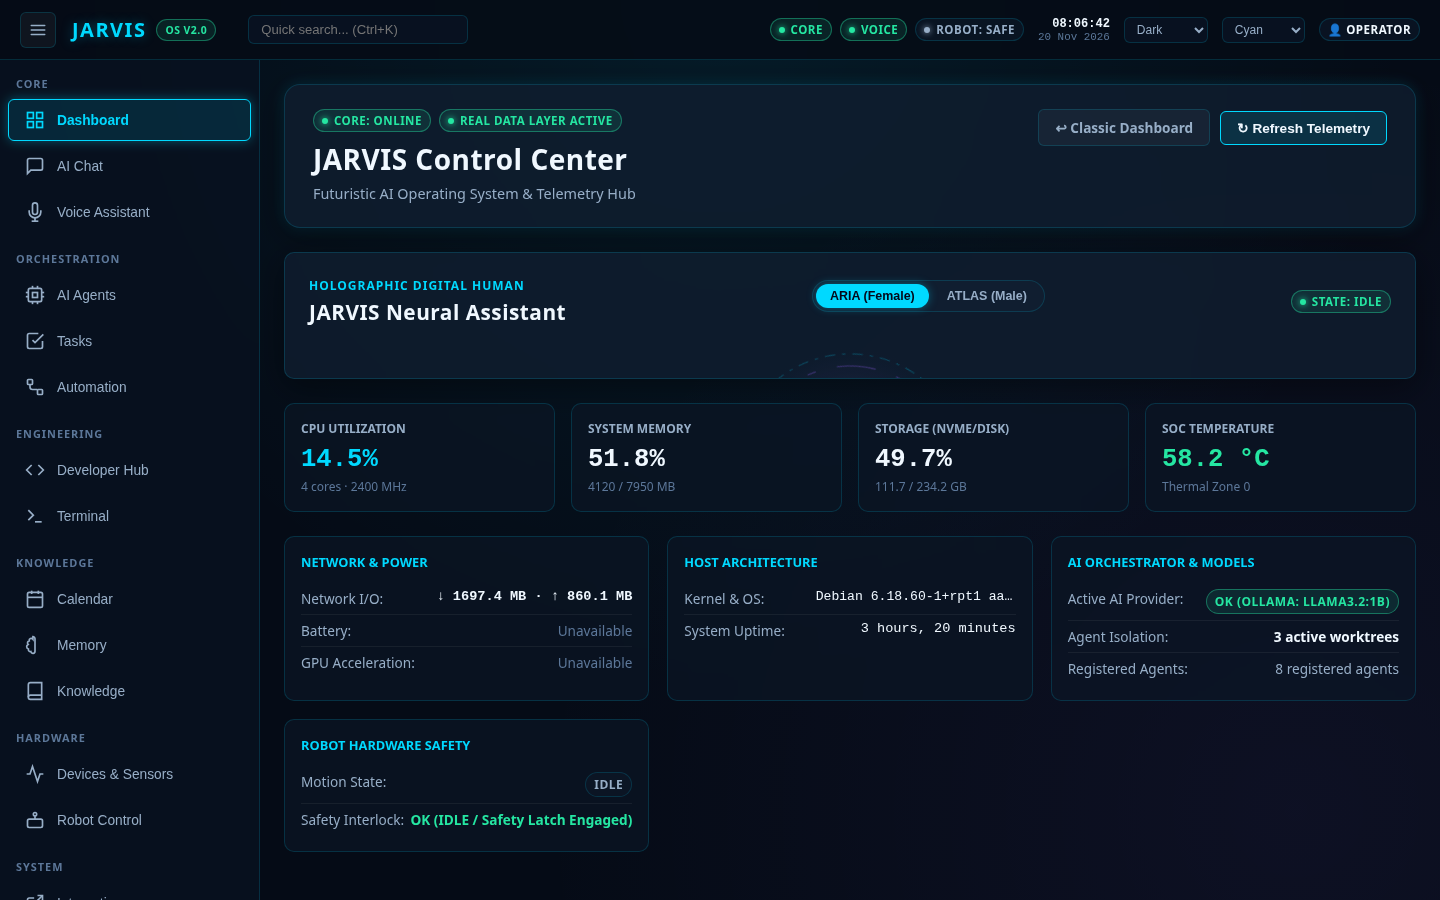 JARVIS
OS V2.0
Quick search... (Ctrl+K)
CORE
VOICE
ROBOT: SAFE
08:06:42
20 Nov 2026
Dark
Cyan
👤 OPERATOR
CORE
Dashboard
AI Chat
Voice Assistant
ORCHESTRATION
AI Agents
Tasks
Automation
ENGINEERING
Developer Hub
Terminal
KNOWLEDGE
Calendar
Memory
Knowledge
HARDWARE
Devices & Sensors
Robot Control
SYSTEM
CORE: ONLINE
REAL DATA LAYER ACTIVE
JARVIS Control Center
Futuristic AI Operating System & Telemetry Hub
↩ Classic Dashboard
↻ Refresh Telemetry
HOLOGRAPHIC DIGITAL HUMAN
JARVIS Neural Assistant
ARIA (Female)
ATLAS (Male)
STATE: IDLE
CPU UTILIZATION
14.5%
4 cores · 2400 MHz
SYSTEM MEMORY
51.8%
4120 / 7950 MB
STORAGE (NVME/DISK)
49.7%
111.7 / 234.2 GB
SOC TEMPERATURE
58.2 °C
Thermal Zone 0
NETWORK & POWER
Network I/O: ↓ 1697.4 MB · ↑ 860.1 MB
Battery: Unavailable
GPU Acceleration: Unavailable
HOST ARCHITECTURE
Kernel & OS: Debian 6.18.60-1+rpt1 aa…
System Uptime: 3 hours, 20 minutes
AI ORCHESTRATOR & MODELS
Active AI Provider: OK (OLLAMA: LLAMA3.2:1B)
Agent Isolation: 3 active worktrees
Registered Agents: 8 registered agents
ROBOT HARDWARE SAFETY
Motion State: IDLE
Safety Interlock: OK (IDLE / Safety Latch Engaged)